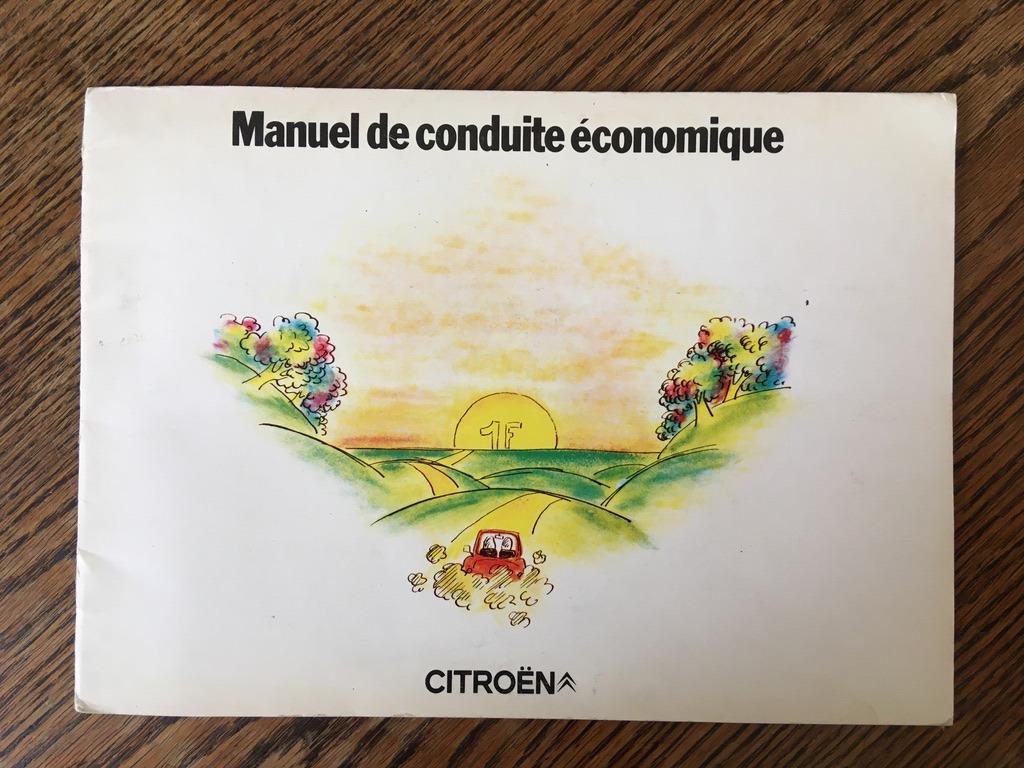 Manuel de conduite économique
1F
CITROËN